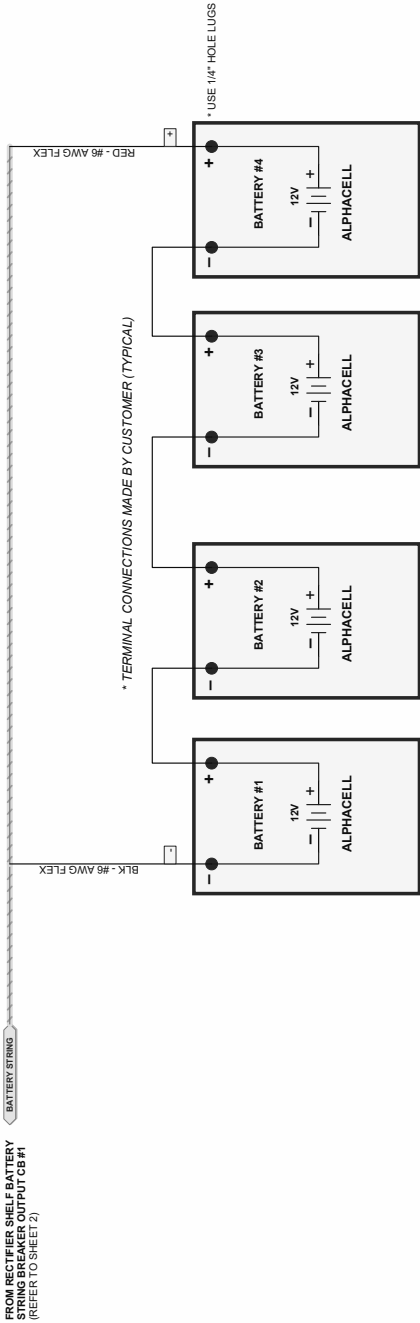 FROM RECTIFIER SHELF BATTERY
STRING BREAKER OUTPUT CB #1
(REFER TO SHEET 2)
BATTERY STRING
BLK - #6 AWG FLEX
-
RED - #6 AWG FLEX
+
* TERMINAL CONNECTIONS MADE BY CUSTOMER (TYPICAL)
* USE 1/4" HOLE LUGS
– +
BATTERY #1
12V
– +
ALPHACELL
– +
BATTERY #2
12V
– +
ALPHACELL
– +
BATTERY #3
12V
– +
ALPHACELL
– +
BATTERY #4
12V
– +
ALPHACELL